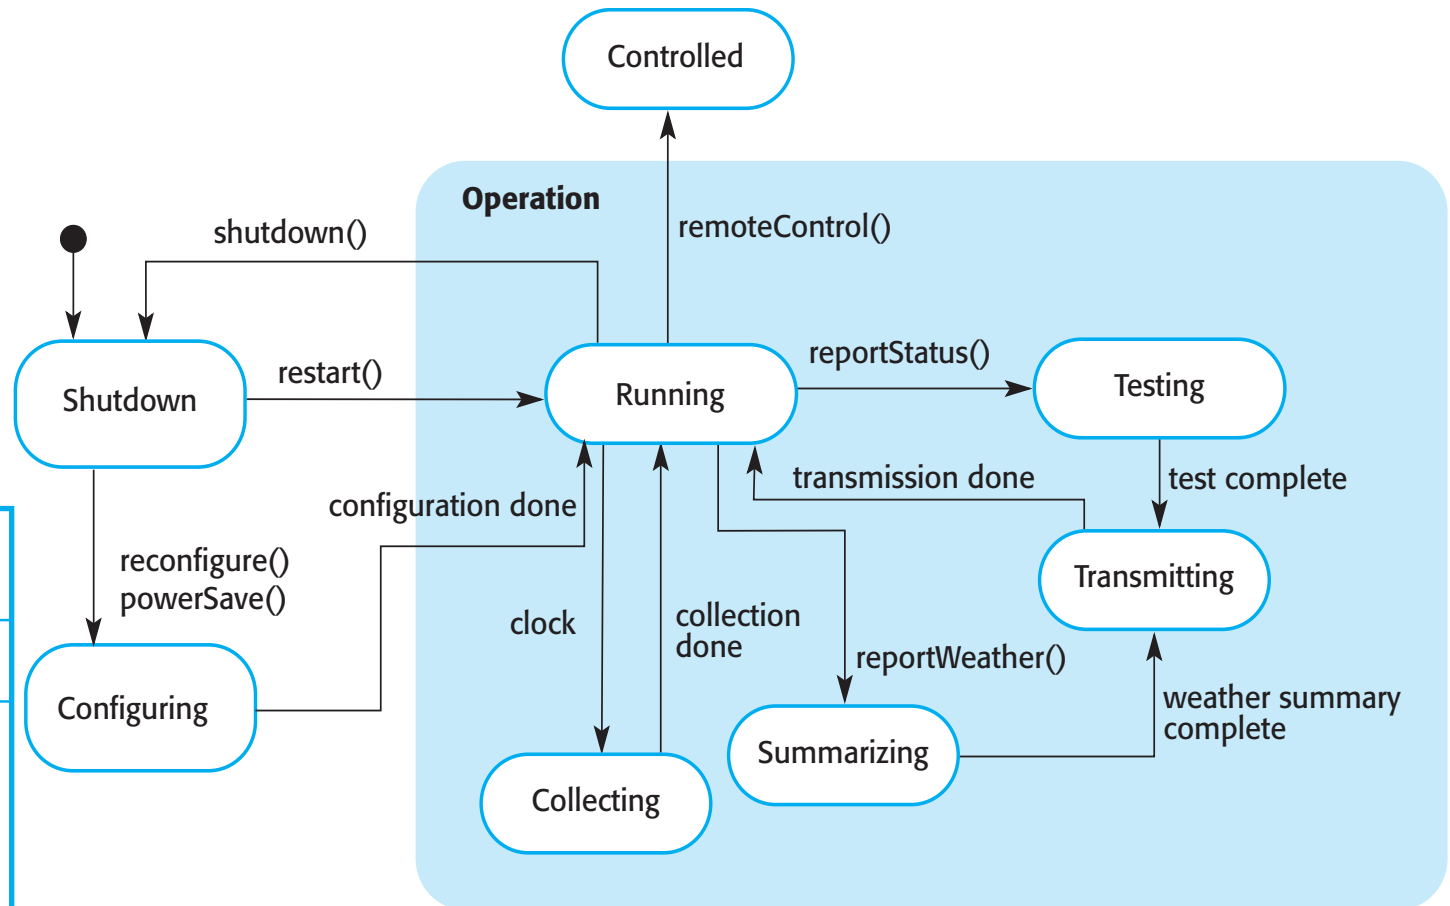 Controlled
Operation
shutdown()
remoteControl()
restart()
reportStatus()
Shutdown
Running
Testing
configuration done
transmission done
test complete
reconfigure()
powerSave()
clock
collection
done
Transmitting
reportWeather()
weather summary
complete
Configuring
Collecting
Summarizing